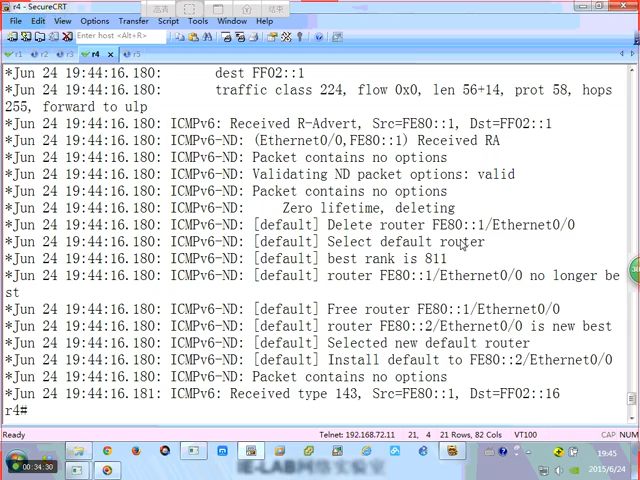 r4 - SecureCRT
高清
结束
File Edit View Options Transfer Script Tools Window Help
Enter host <Alt+R>
r1 r2 r3 r4 r5
*Jun 24 19:44:16.180: dest FF02::1
*Jun 24 19:44:16.180: traffic class 224, flow 0x0, len 56+14, prot 58, hops
255, forward to ulp
*Jun 24 19:44:16.180: ICMPv6: Received R-Advert, Src=FE80::1, Dst=FF02::1
*Jun 24 19:44:16.180: ICMPv6-ND: (Ethernet0/0,FE80::1) Received RA
*Jun 24 19:44:16.180: ICMPv6-ND: Packet contains no options
*Jun 24 19:44:16.180: ICMPv6-ND: Validating ND packet options: valid
*Jun 24 19:44:16.180: ICMPv6-ND: Packet contains no options
*Jun 24 19:44:16.180: ICMPv6-ND: Zero lifetime, deleting
*Jun 24 19:44:16.180: ICMPv6-ND: [default] Delete router FE80::1/Ethernet0/0
*Jun 24 19:44:16.180: ICMPv6-ND: [default] Select default router
*Jun 24 19:44:16.180: ICMPv6-ND: [default] best rank is 811
*Jun 24 19:44:16.180: ICMPv6-ND: [default] router FE80::1/Ethernet0/0 no longer be
st
*Jun 24 19:44:16.180: ICMPv6-ND: [default] Free router FE80::1/Ethernet0/0
*Jun 24 19:44:16.180: ICMPv6-ND: [default] router FE80::2/Ethernet0/0 is new best
*Jun 24 19:44:16.180: ICMPv6-ND: [default] Selected new default router
*Jun 24 19:44:16.180: ICMPv6-ND: [default] Install default to FE80::2/Ethernet0/0
*Jun 24 19:44:16.180: ICMPv6-ND: Packet contains no options
*Jun 24 19:44:16.181: ICMPv6: Received type 143, Src=FE80::1, Dst=FF02::16
r4#
Ready Telnet: 192.168.72.11 21, 4 21 Rows, 82 Cols VT100 CAP NUM
19:45
00:34:30
2015/6/24
IE-LAB网络实验室